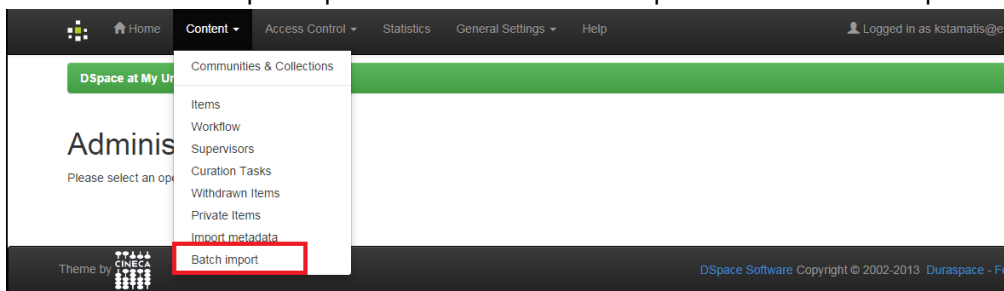 Home Content Access Control Statistics General Settings Help Logged in as kstamatis@e
Communities & Collections
DSpace at My Un
Items
Workflow
Adminis
Supervisors
Please select an ope
Curation Tasks
Withdrawn Items
Private Items
Import metadata
Batch import
Theme by CINECA
DSpace Software Copyright © 2002-2013 Duraspace - Fe